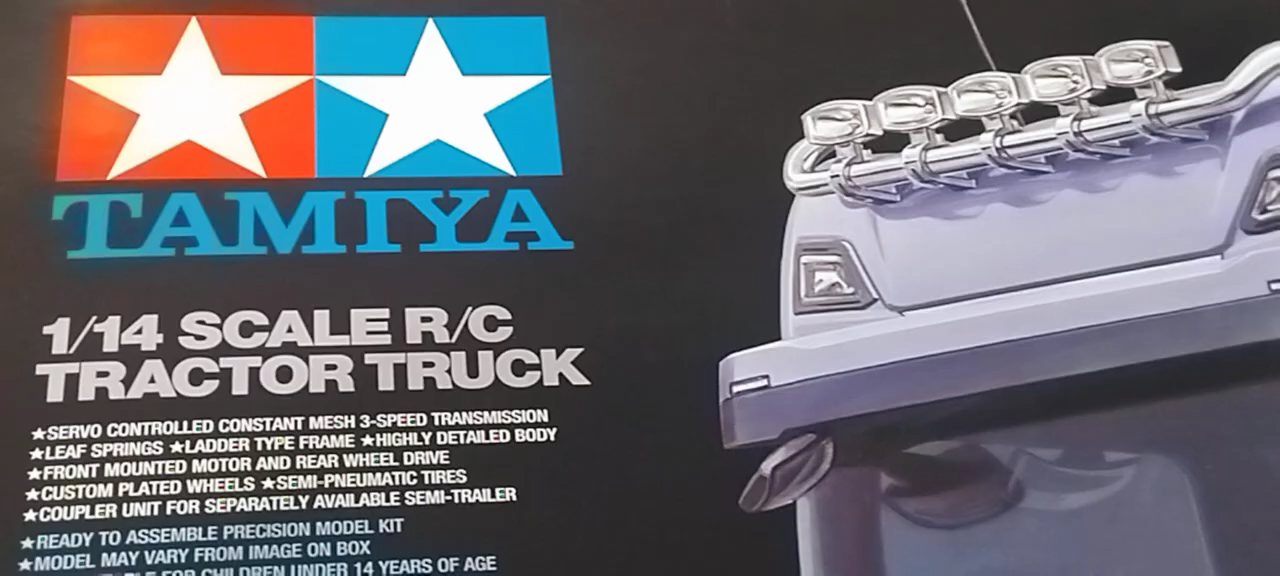 TAMIYA
1/14 SCALE R/C
TRACTOR TRUCK
★SERVO CONTROLLED CONSTANT MESH 3-SPEED TRANSMISSION
★LEAF SPRINGS ★LADDER TYPE FRAME ★HIGHLY DETAILED BODY
★FRONT MOUNTED MOTOR AND REAR WHEEL DRIVE
★CUSTOM PLATED WHEELS ★SEMI-PNEUMATIC TIRES
★COUPLER UNIT FOR SEPARATELY AVAILABLE SEMI-TRAILER
★READY TO ASSEMBLE PRECISION MODEL KIT
★MODEL MAY VARY FROM IMAGE ON BOX
FOR CHILDREN UNDER 14 YEARS OF AGE